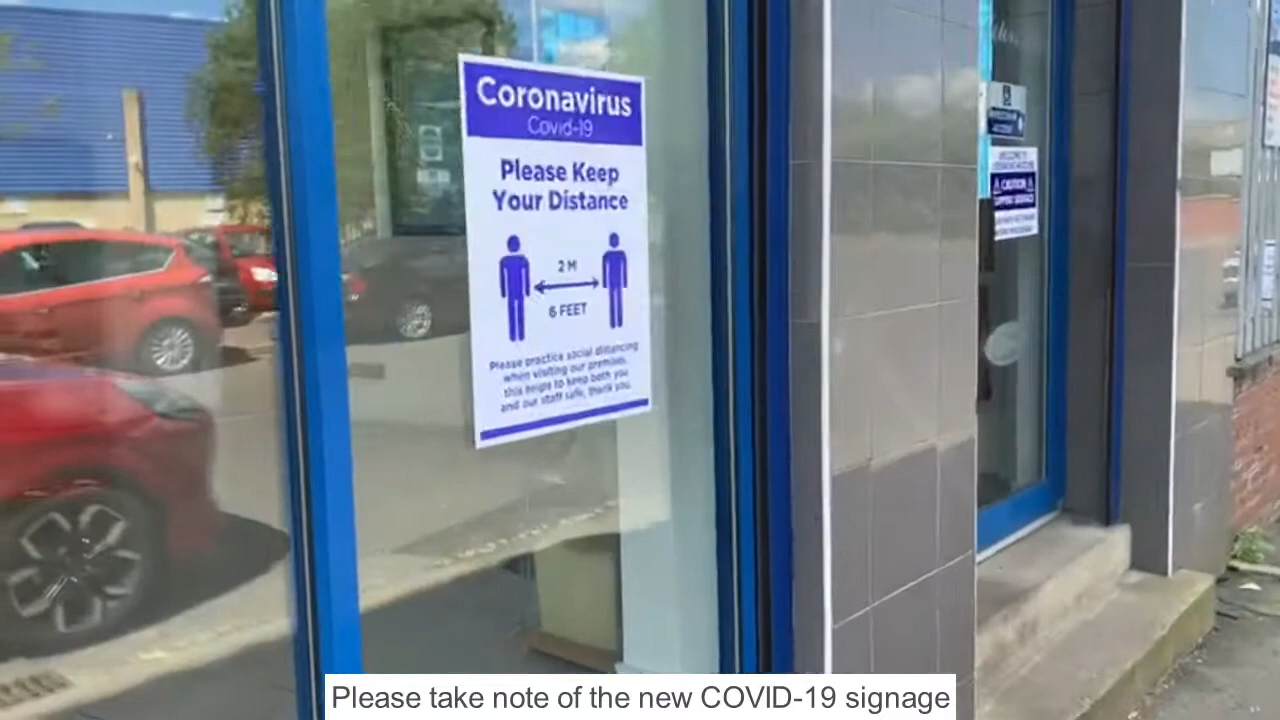 Coronavirus
Covid-19
Please Keep
Your Distance
2 M
6 FEET
Please practice social distancing
when visiting our premises,
this helps to keep both you
and our staff safe, thank you.
CAUTION
Please take note of the new COVID-19 signage